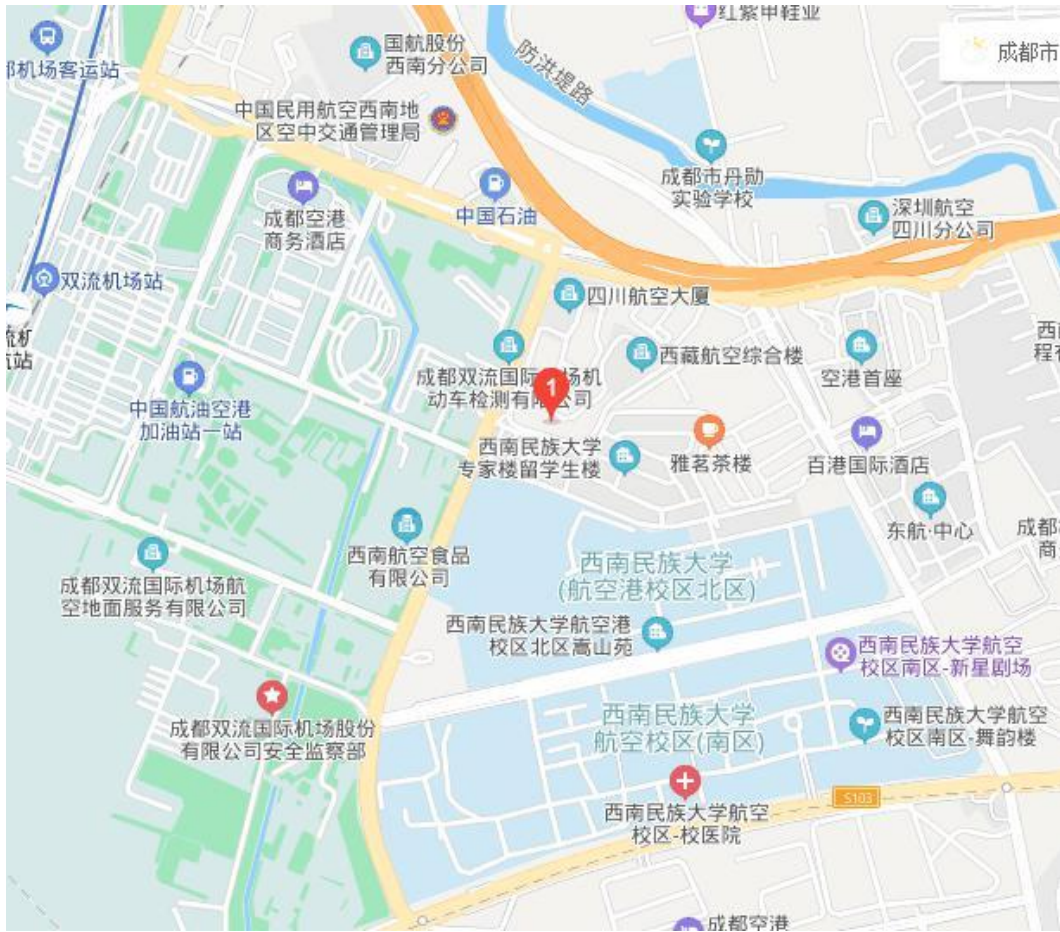 红紫甲鞋业
国航股份
西南分公司
成都市
机场客运站
防洪堤路
中国民用航空西南地
区空中交通管理局
成都市丹勋
实验学校
中国石油
成都空港
商务酒店
深圳航空
四川分公司
双流机场站
四川航空大厦
西藏航空综合楼
空港首座
成都双流国际机场机
动车检测有限公司
1
中国航油空港
加油站一站
西南民族大学
专家楼留学生楼
雅茗茶楼
百港国际酒店
东航·中心
西南航空食品
有限公司
西南民族大学
(航空港校区北区)
成都双流国际机场航
空地面服务有限公司
西南民族大学航空港
校区北区嵩山苑
西南民族大学航空
校区南区-新星剧场
成都双流国际机场股份
有限公司安全监察部
西南民族大学
航空校区(南区)
西南民族大学航空
校区南区-舞韵楼
S103
西南民族大学航空
校区-校医院
成都空港